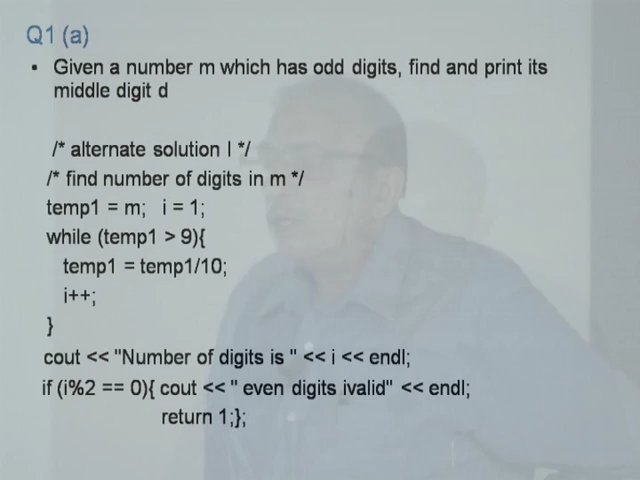 Q1 (a)
• Given a number m which has odd digits, find and print its
middle digit d
/* alternate solution I */
/* find number of digits in m */
temp1 = m; i = 1;
while (temp1 > 9){
temp1 = temp1/10;
i++;
}
cout << "Number of digits is " << i << endl;
if (i%2 == 0){ cout << " even digits ivalid" << endl;
return 1;};